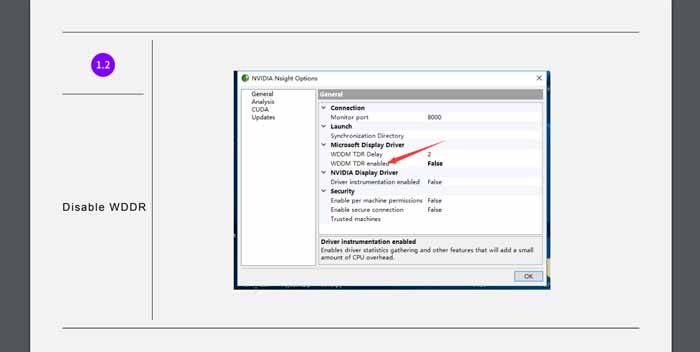 1.2
Disable WDDR
NVIDIA Nsight Options
General
Analysis
CUDA
Updates
General
Connection
Monitor port 8000
Launch
Synchronization Directory
Microsoft Display Driver
WDDM TDR Delay 2
WDDM TDR enabled False
NVIDIA Display Driver
Driver instrumentation enabled False
Security
Enable per machine permissions False
Enable secure connection False
Trusted machines
Driver instrumentation enabled
Enables driver statistics gathering and other features that will add a small
amount of CPU overhead.
OK